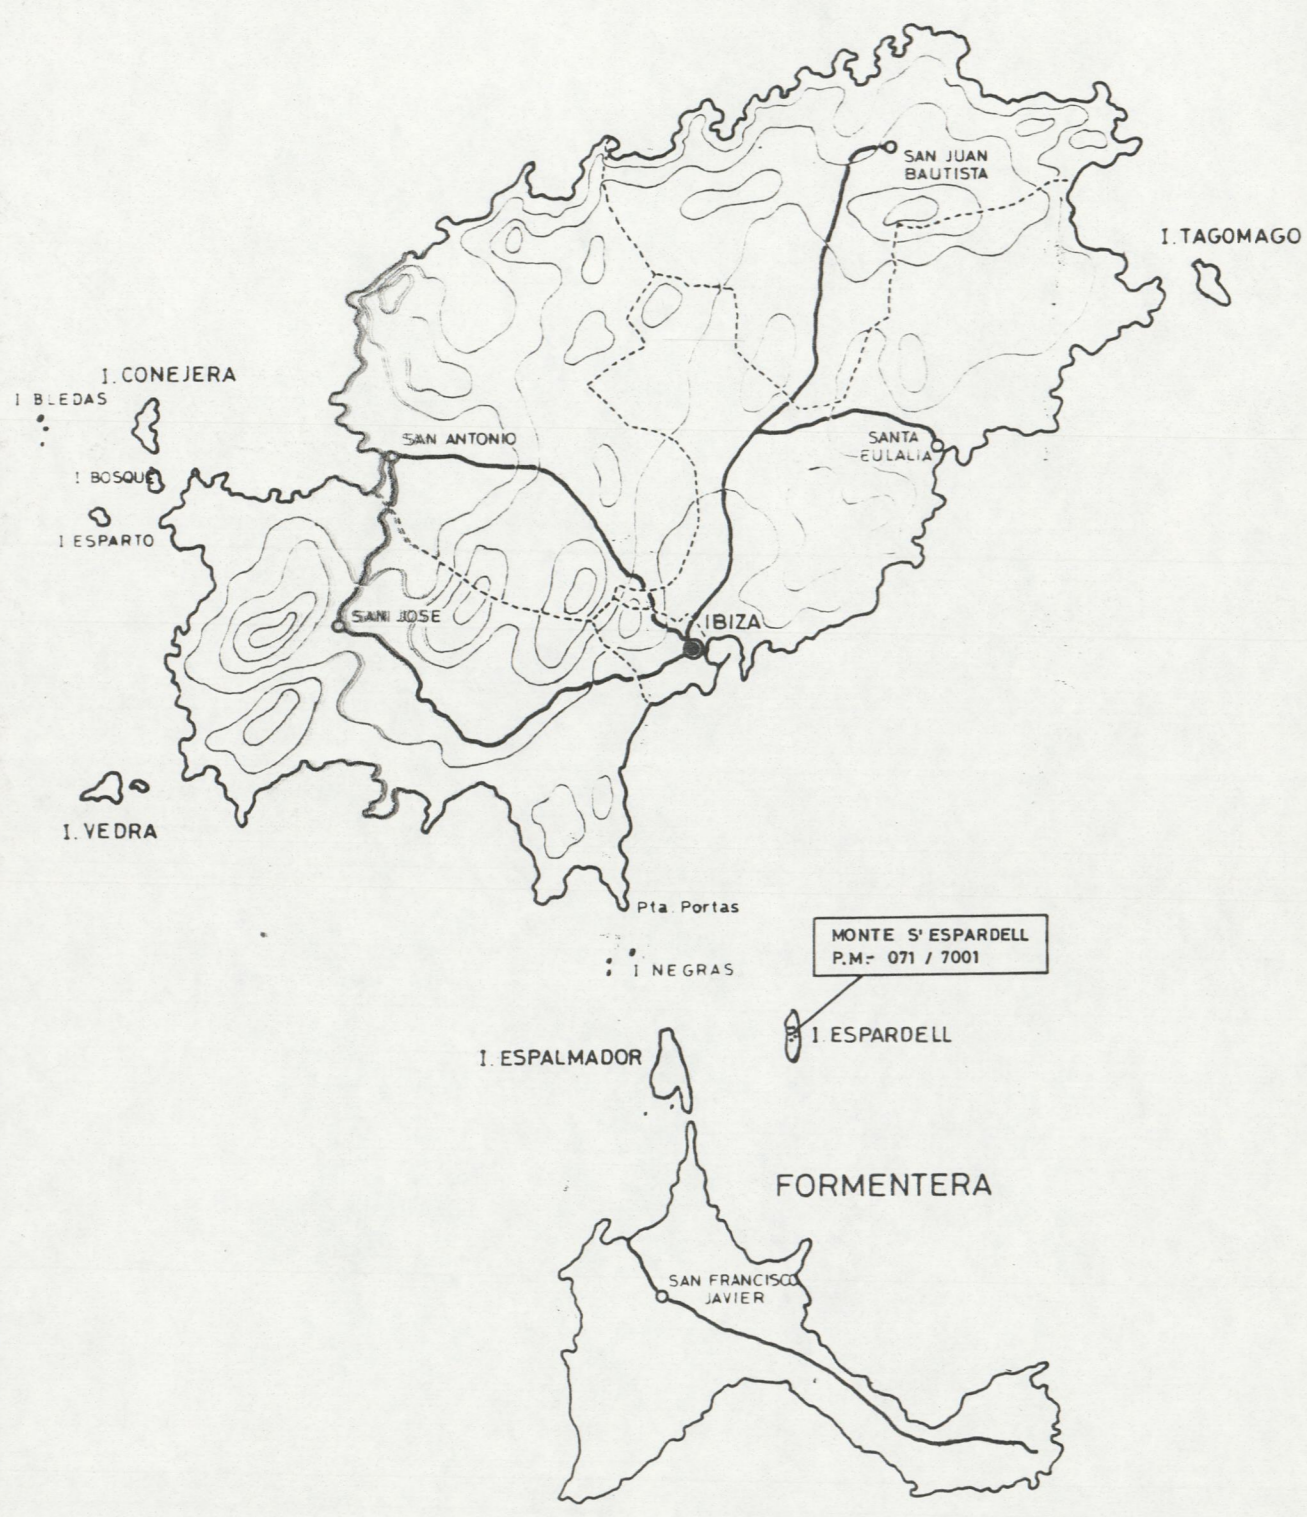 SAN JUAN
BAUTISTA
I. TAGOMAGO
I. CONEJERA
I BLEDAS
SAN ANTONIO
SANTA
EULALIA
I BOSQUE
I ESPARTO
SAN JOSE
IBIZA
I. VEDRA
Pta. Portas
MONTE S' ESPARDELL
P.M.- 071 / 7001
I NEGRAS
I. ESPARDELL
I. ESPALMADOR
FORMENTERA
SAN FRANCISCO
JAVIER